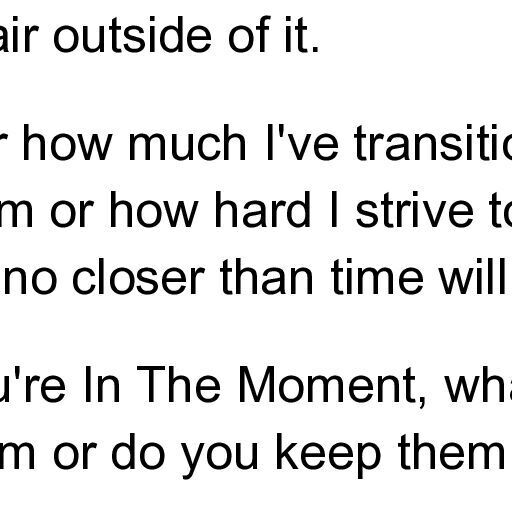 air outside of it.
r how much I've transitio
m or how hard I strive to
no closer than time will
u're In The Moment, wha
m or do you keep them